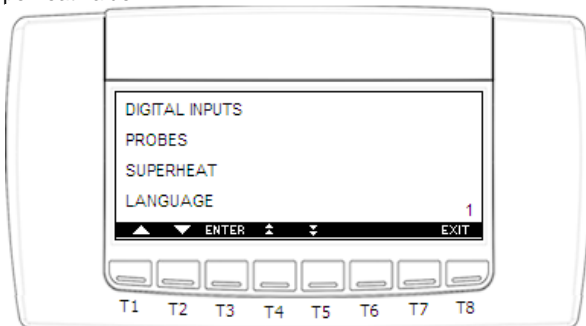 DIGITAL INPUTS
PROBES
SUPERHEAT
LANGUAGE
1
ENTER EXIT
T1 T2 T3 T4 T5 T6 T7 T8